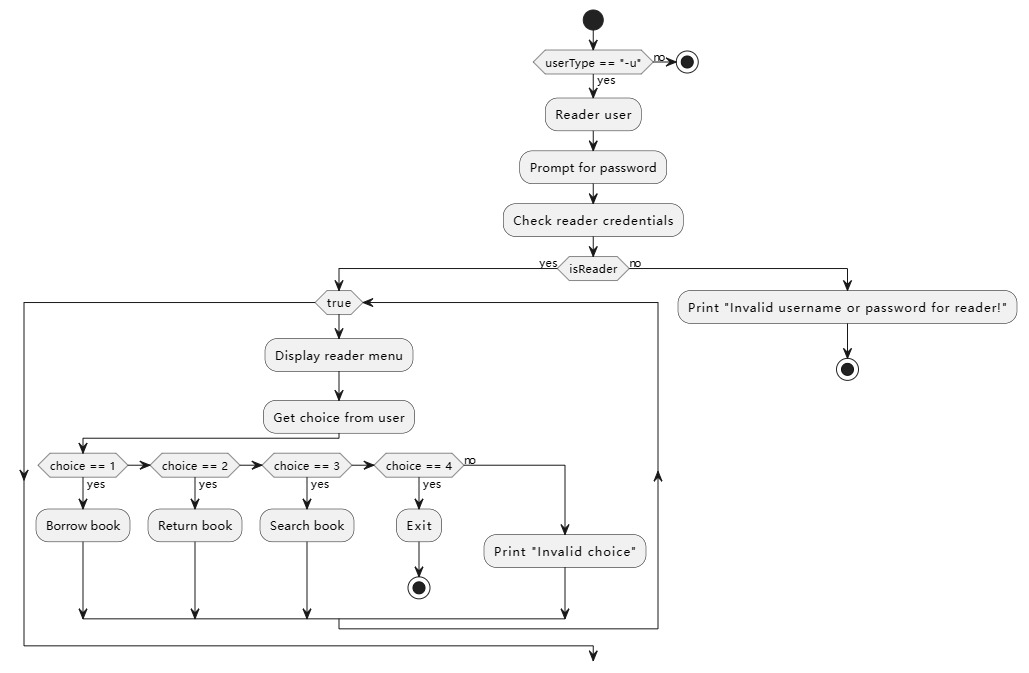 userType == "-u"
no
yes
Reader user
Prompt for password
Check reader credentials
yes
isReader
no
true
Print "Invalid username or password for reader!"
Display reader menu
Get choice from user
choice == 1
choice == 2
choice == 3
choice == 4
no
yes
yes
yes
yes
Borrow book
Return book
Search book
Exit
Print "Invalid choice"